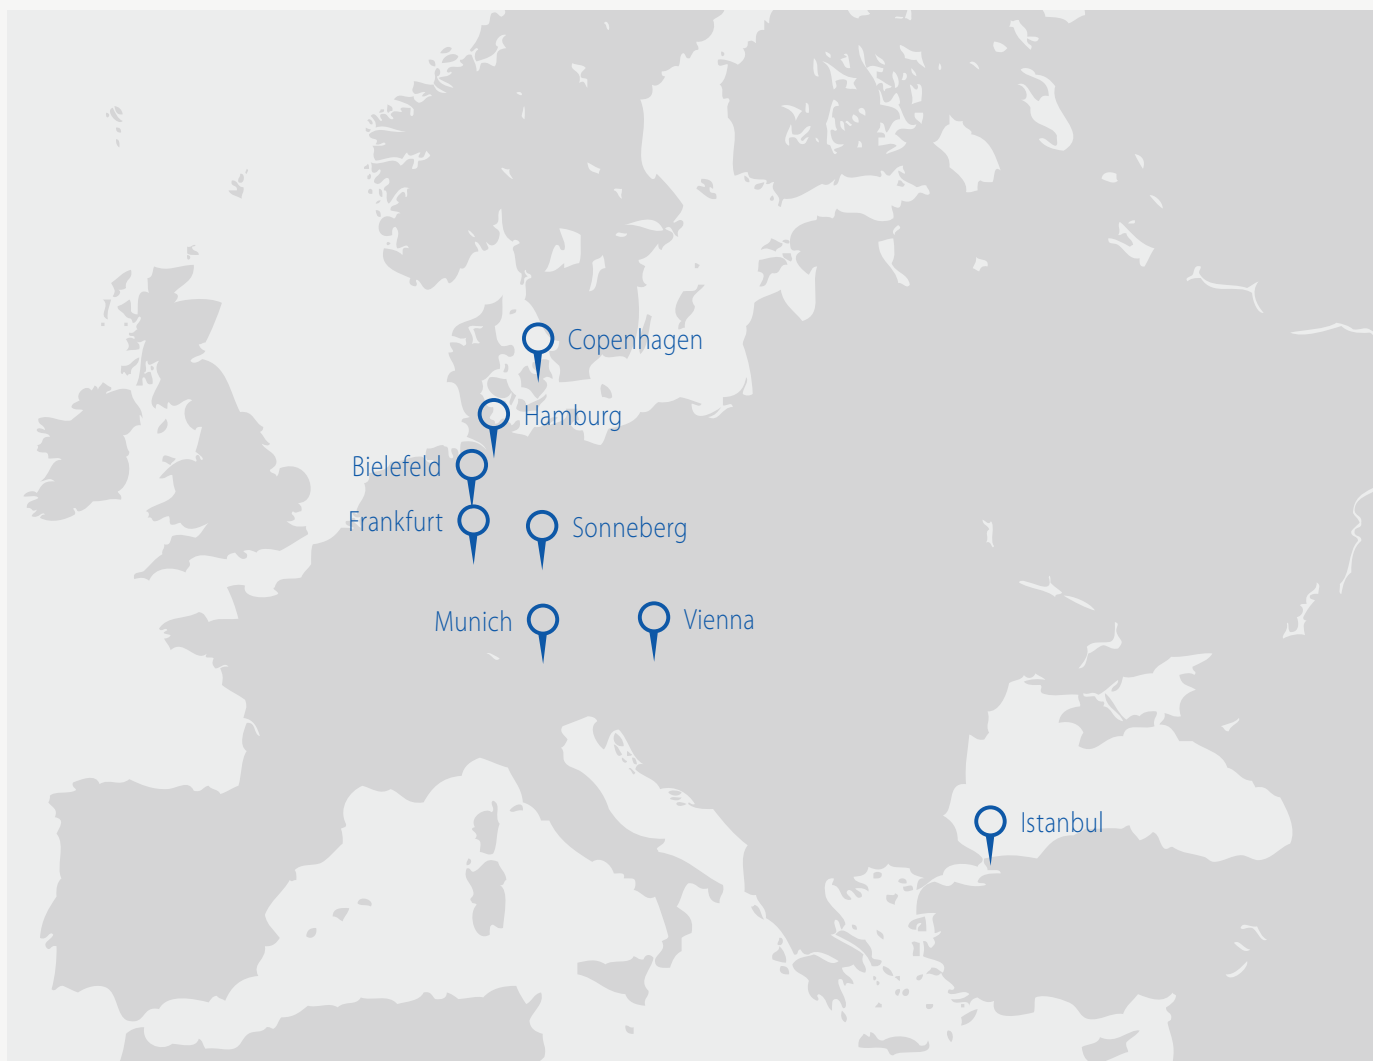 Copenhagen
Hamburg
Bielefeld
Frankfurt
Sonneberg
Munich
Vienna
Istanbul